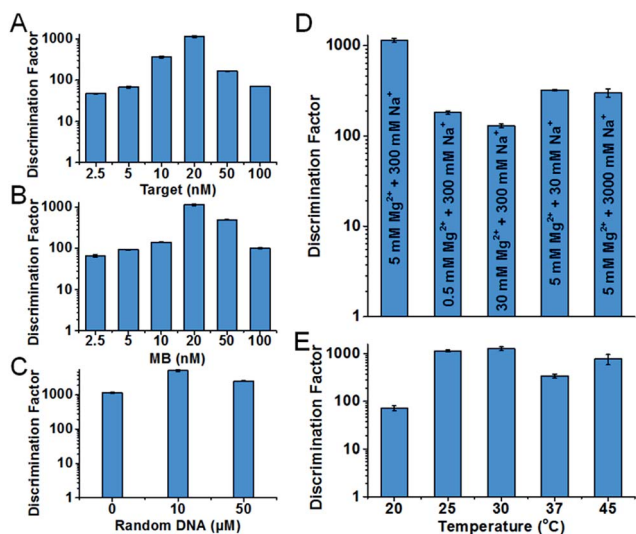 A
Discrimination Factor
1000
100
10
1
2.5 5 10 20 50 100
Target (nM)
B
Discrimination Factor
1000
100
10
1
2.5 5 10 20 50 100
MB (nM)
C
Discrimination Factor
1000
100
10
1
0 10 50
Random DNA (µM)
D
Discrimination Factor
1000
100
10
1
5 mM Mg²⁺ + 300 mM Na⁺
0.5 mM Mg²⁺ + 300 mM Na⁺
30 mM Mg²⁺ + 300 mM Na⁺
5 mM Mg²⁺ + 30 mM Na⁺
5 mM Mg²⁺ + 3000 mM Na⁺
E
Discrimination Factor
1000
100
10
1
20 25 30 37 45
Temperature (°C)